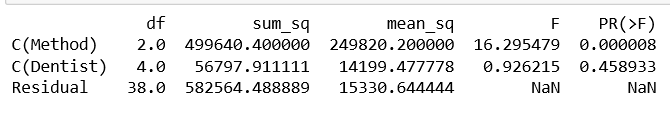 df sum_sq mean_sq F PR(>F)
C(Method) 2.0 499640.400000 249820.200000 16.295479 0.000008
C(Dentist) 4.0 56797.911111 14199.477778 0.926215 0.458933
Residual 38.0 582564.488889 15330.644444 NaN NaN